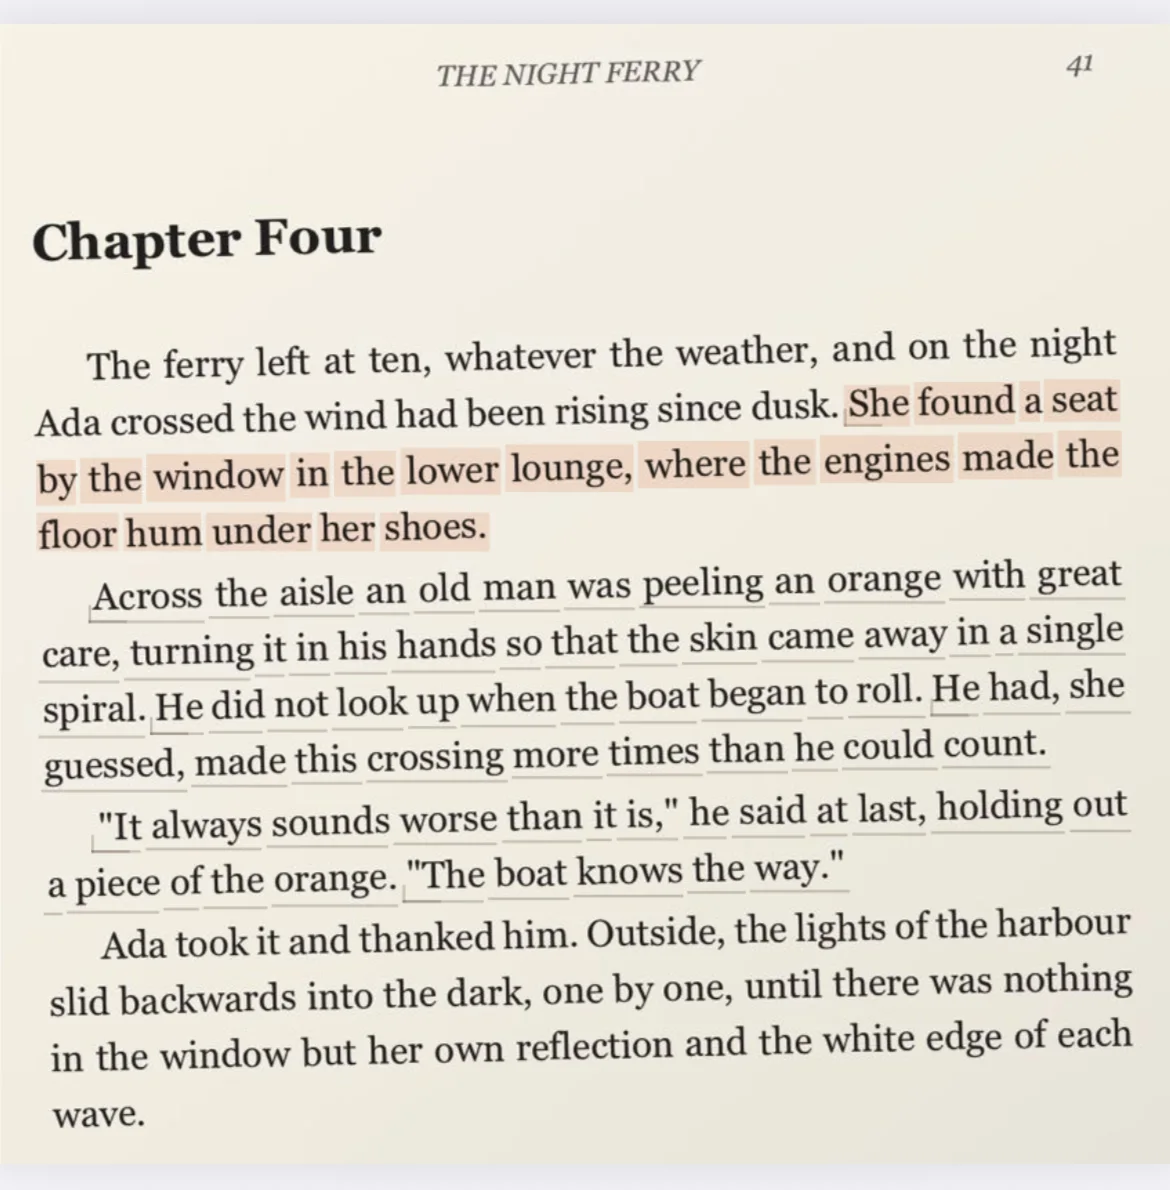 THE NIGHT FERRY 41
Chapter Four
The ferry left at ten, whatever the weather, and on the night
Ada crossed the wind had been rising since dusk. She found a seat
by the window in the lower lounge, where the engines made the
floor hum under her shoes.
Across the aisle an old man was peeling an orange with great
care, turning it in his hands so that the skin came away in a single
spiral. He did not look up when the boat began to roll. He had, she
guessed, made this crossing more times than he could count.
"It always sounds worse than it is," he said at last, holding out
a piece of the orange. "The boat knows the way."
Ada took it and thanked him. Outside, the lights of the harbour
slid backwards into the dark, one by one, until there was nothing
in the window but her own reflection and the white edge of each
wave.